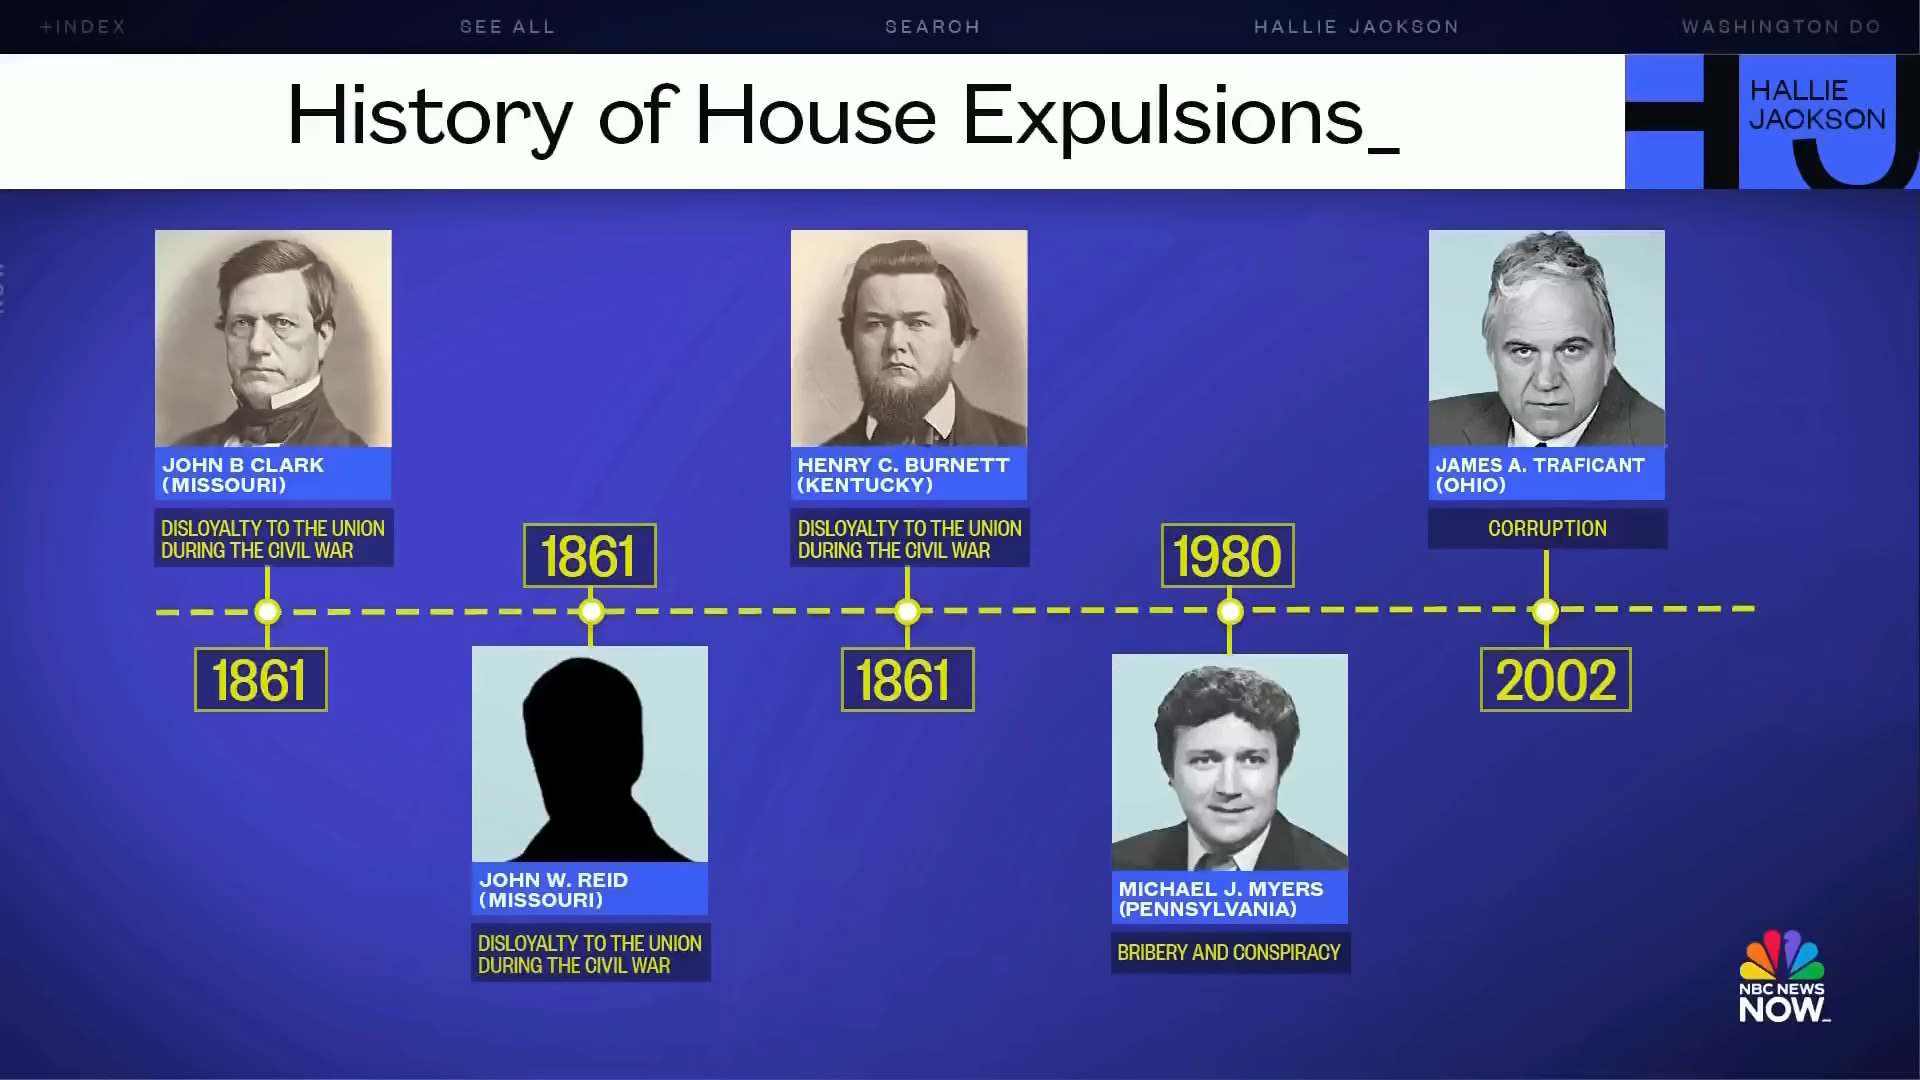 +INDEX
SEE ALL
SEARCH
HALLIE JACKSON
WASHINGTON DC
History of House Expulsions_
HALLIE
JACKSON
JOHN B CLARK
(MISSOURI)
DISLOYALTY TO THE UNION
DURING THE CIVIL WAR
1861
1861
JOHN W. REID
(MISSOURI)
DISLOYALTY TO THE UNION
DURING THE CIVIL WAR
HENRY C. BURNETT
(KENTUCKY)
DISLOYALTY TO THE UNION
DURING THE CIVIL WAR
1861
1980
MICHAEL J. MYERS
(PENNSYLVANIA)
BRIBERY AND CONSPIRACY
JAMES A. TRAFICANT
(OHIO)
CORRUPTION
2002
NBC NEWS
NOW_